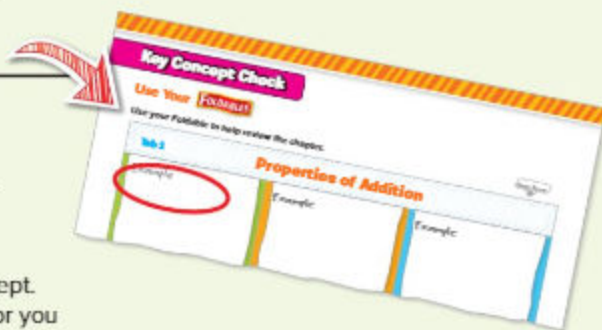 Key Concept Check
Use Your FOLDABLES
Use your Foldable to help review the chapter.
Tab 2
Properties of Addition
Example
Example
Example
ept.
or you